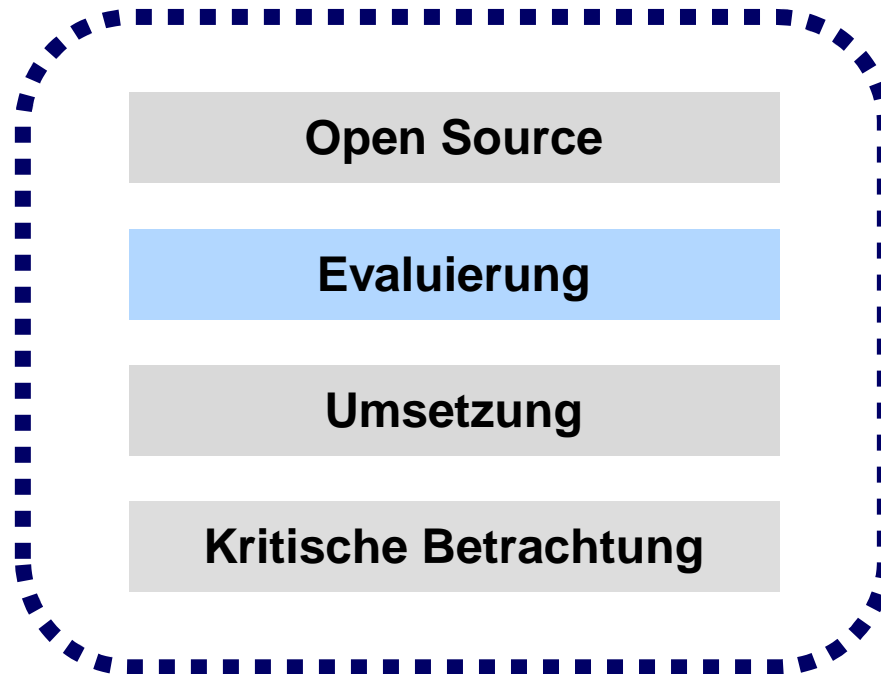 Open Source
Evaluierung
Umsetzung
Kritische Betrachtung